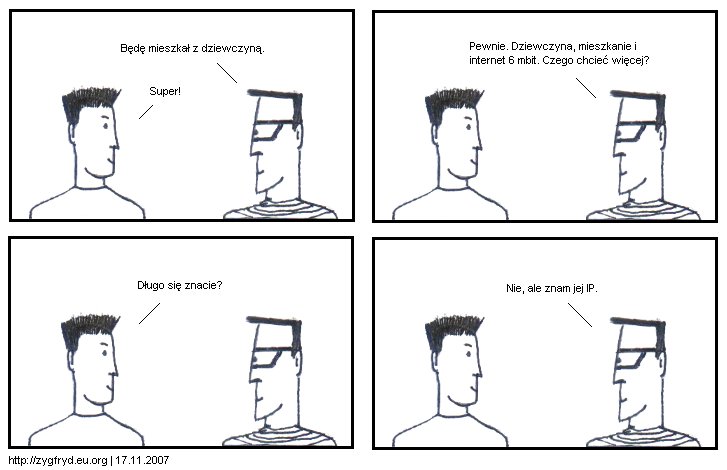 Będę mieszkał z dziewczyną.
Super!
Pewnie. Dziewczyna, mieszkanie i
internet 6 mbit. Czego chcieć więcej?
Długo się znacie?
Nie, ale znam jej IP.
http://zygfryd.eu.org | 17.11.2007